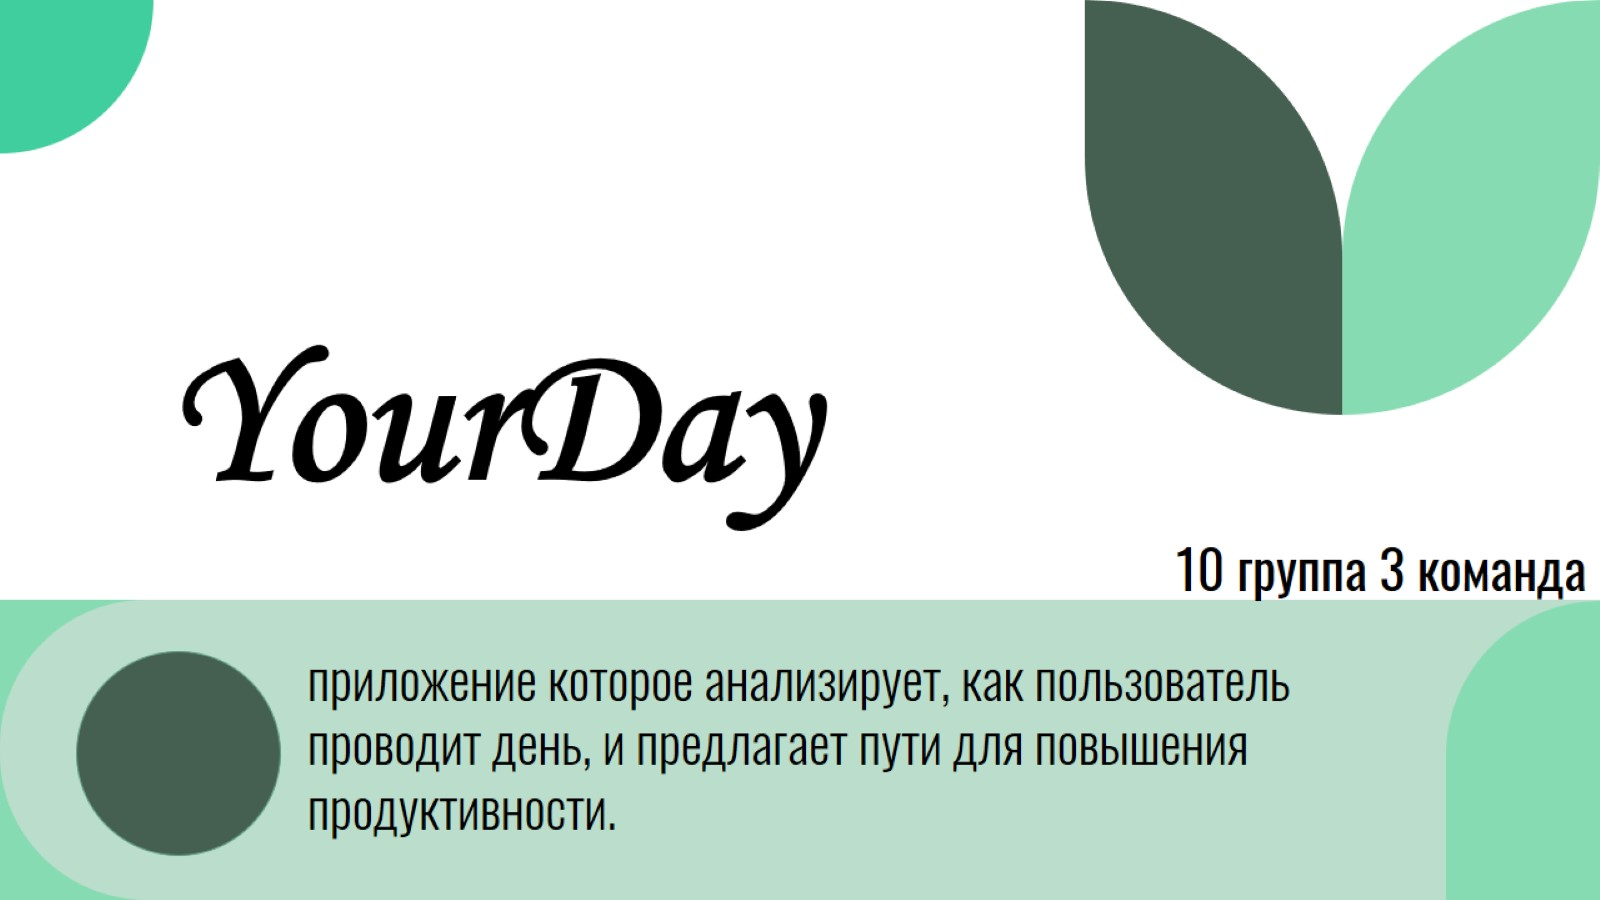 YourDay
10 группа 3 команда
приложение которое анализирует, как пользователь
проводит день, и предлагает пути для повышения
продуктивности.